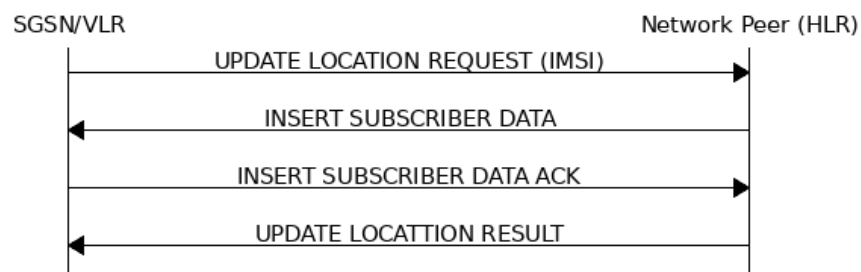 SGSN/VLR
Network Peer (HLR)
UPDATE LOCATION REQUEST (IMSI)
INSERT SUBSCRIBER DATA
INSERT SUBSCRIBER DATA ACK
UPDATE LOCATTION RESULT